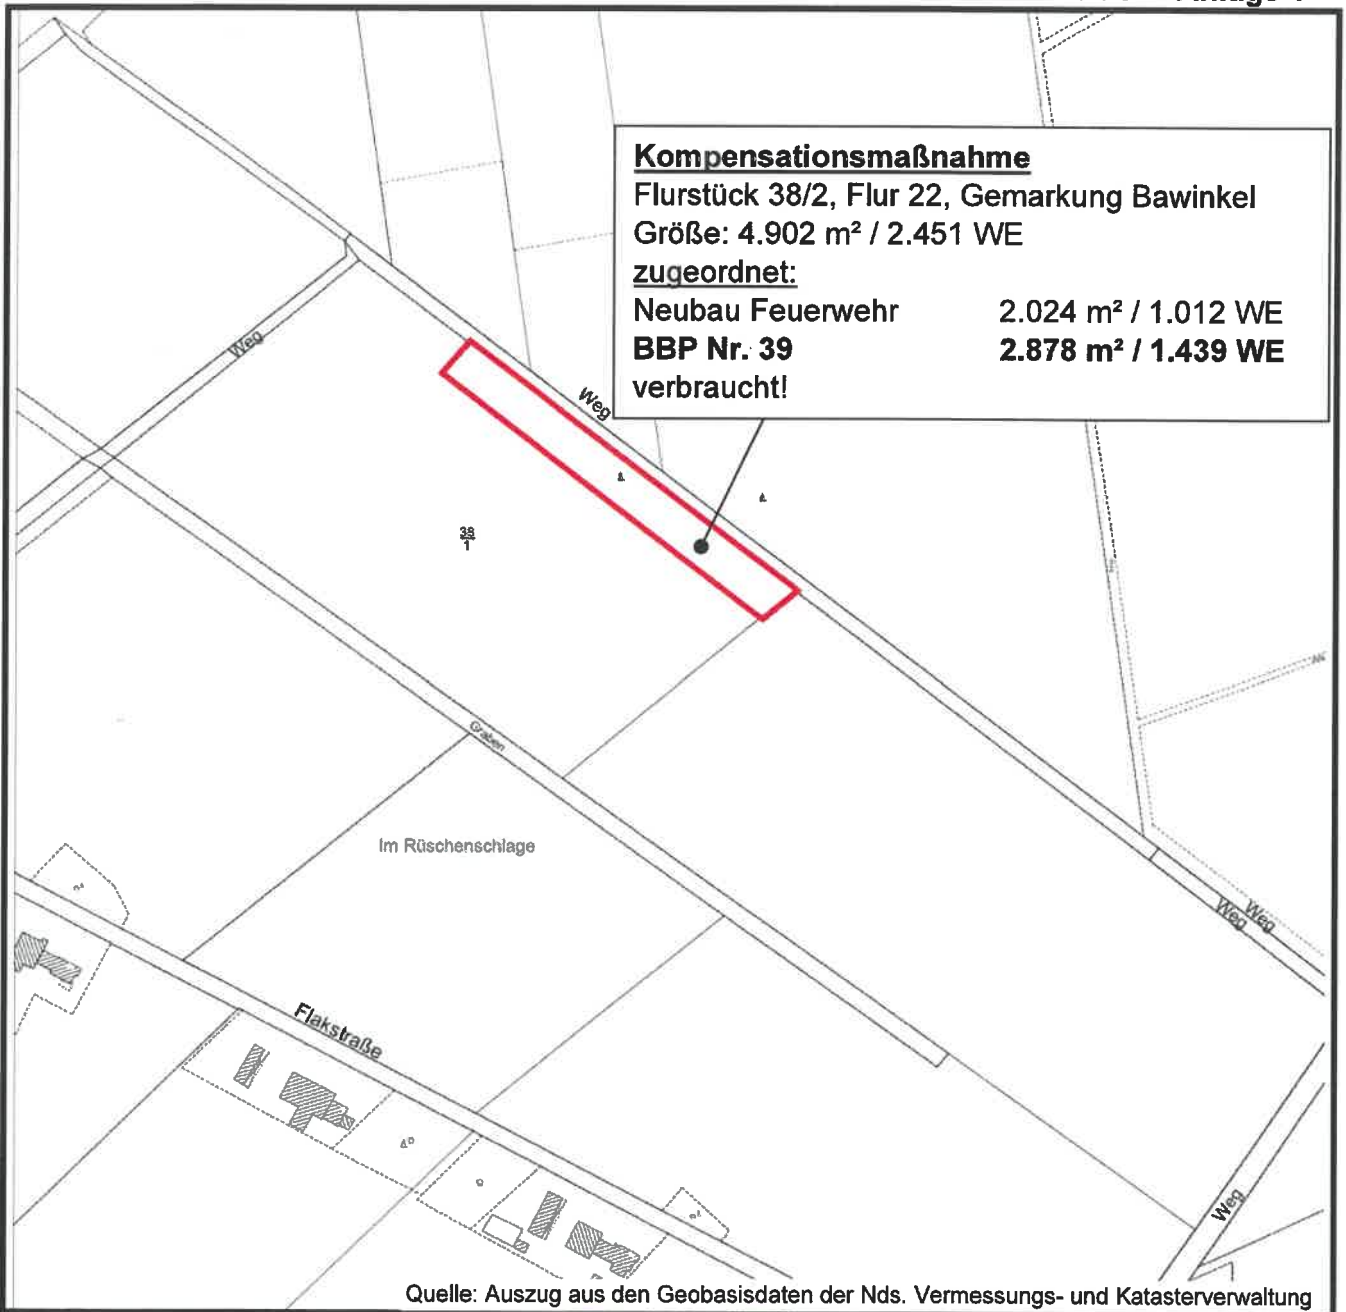 Kompensationsmaßnahme
Flurstück 38/2, Flur 22, Gemarkung Bawinkel
Größe: 4.902 m² / 2.451 WE
zugeordnet:
Neubau Feuerwehr 2.024 m² / 1.012 WE
BBP Nr. 39 2.878 m² / 1.439 WE
verbraucht!
Weg
Weg
38
1
Graben
Im Rüschenschlage
Weg
Weg
Flakstraße
Weg
Quelle: Auszug aus den Geobasisdaten der Nds. Vermessungs- und Katasterverwaltung